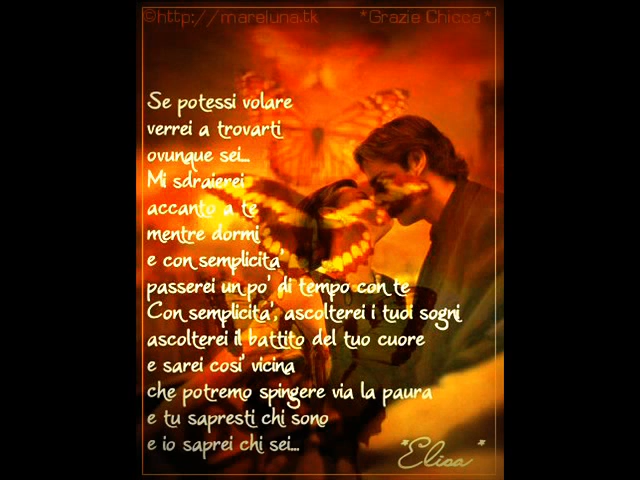 ©http://mareluna.tk *Grazie Chicca*
Se potessi volare
verrei a trovarti
ovunque sei...
Mi sdraierei
accanto a te
mentre dormi
e con semplicita'
passerei un po' di tempo con te
Con semplicita', ascolterei i tuoi sogni
ascolterei il battito del tuo cuore
e sarei cosi' vicina
che potremo spingere via la paura
e tu sapresti chi sono
e io saprei chi sei...
*Elisa*